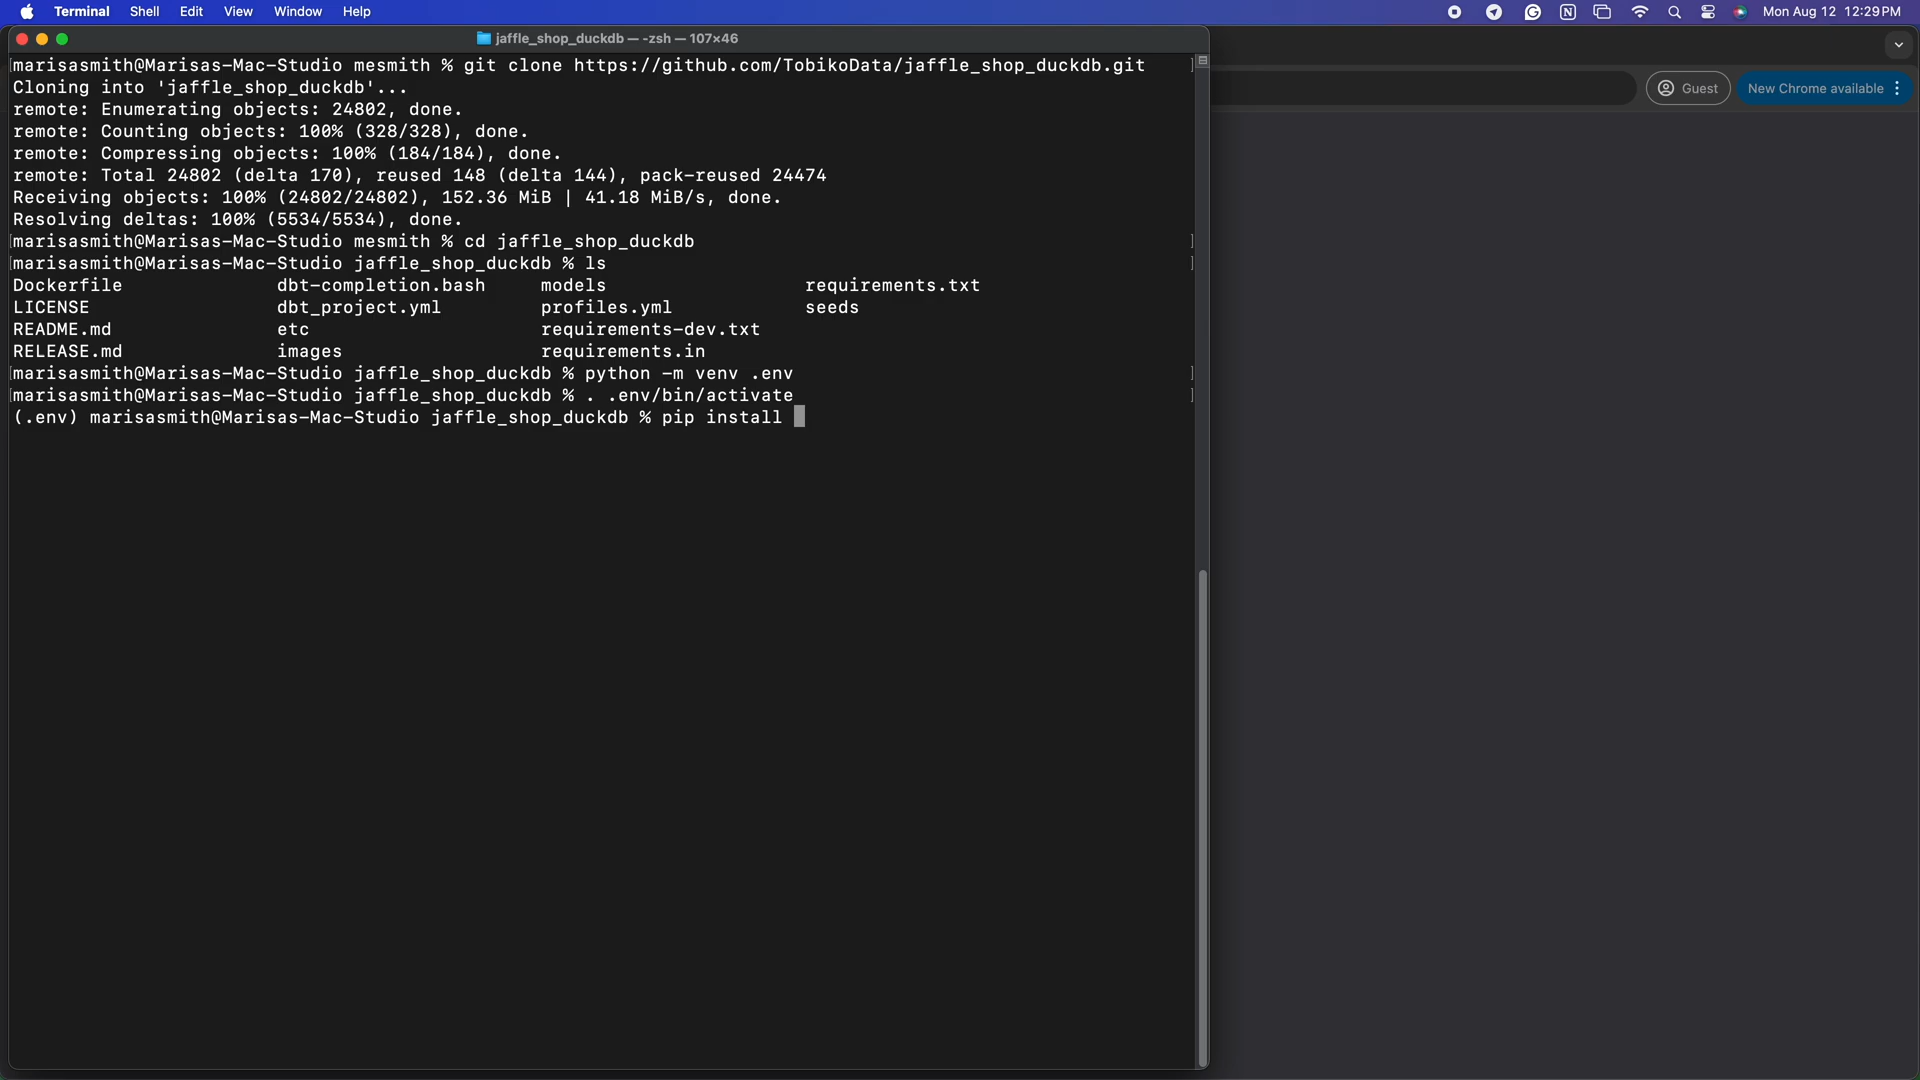 Terminal Shell Edit View Window Help Mon Aug 12 12:29 PM
jaffle_shop_duckdb — -zsh — 107×46
Guest New Chrome available
marisasmith@Marisas-Mac-Studio mesmith % git clone https://github.com/TobikoData/jaffle_shop_duckdb.git
Cloning into 'jaffle_shop_duckdb'...
remote: Enumerating objects: 24802, done.
remote: Counting objects: 100% (328/328), done.
remote: Compressing objects: 100% (184/184), done.
remote: Total 24802 (delta 170), reused 148 (delta 144), pack-reused 24474
Receiving objects: 100% (24802/24802), 152.36 MiB | 41.18 MiB/s, done.
Resolving deltas: 100% (5534/5534), done.
marisasmith@Marisas-Mac-Studio mesmith % cd jaffle_shop_duckdb
marisasmith@Marisas-Mac-Studio jaffle_shop_duckdb % ls
Dockerfile dbt-completion.bash models requirements.txt
LICENSE dbt_project.yml profiles.yml seeds
README.md etc requirements-dev.txt
RELEASE.md images requirements.in
marisasmith@Marisas-Mac-Studio jaffle_shop_duckdb % python -m venv .env
marisasmith@Marisas-Mac-Studio jaffle_shop_duckdb % . .env/bin/activate
(.env) marisasmith@Marisas-Mac-Studio jaffle_shop_duckdb % pip install